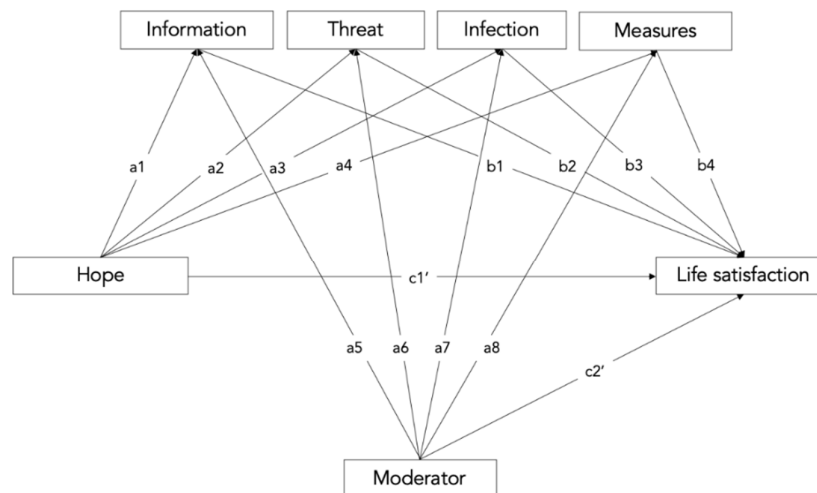 Information Threat Infection Measures
a1 a2 a3 a4 b1 b2 b3 b4
Hope c1’ Life satisfaction
a5 a6 a7 a8
c2’
Moderator